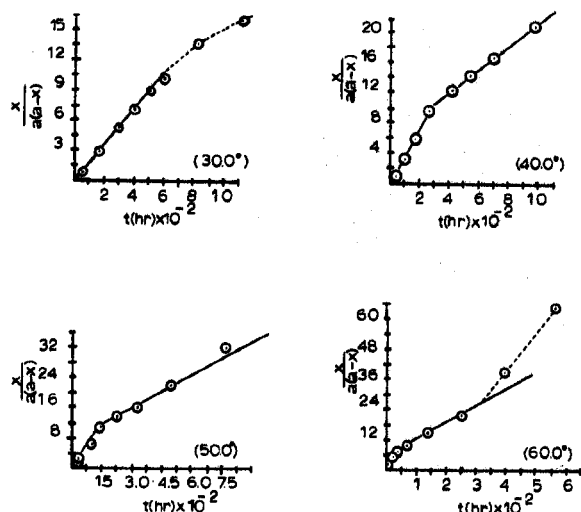 15
12
9
6
3
x
a(a-x)
(30.0°)
2 4 6 8 10
t(hr)x10⁻²
20
16
12
8
4
x
a(a-x)
(40.0°)
2 4 6 8 10
t(hr)x10⁻²
32
24
16
8
x
a(a-x)
(50.0°)
1.5 3.0 4.5 6.0 7.5
t(hr)x10⁻²
60
48
36
24
12
x
a(a-x)
(60.0°)
1 2 3 4 5 6
t(hr)x10⁻²